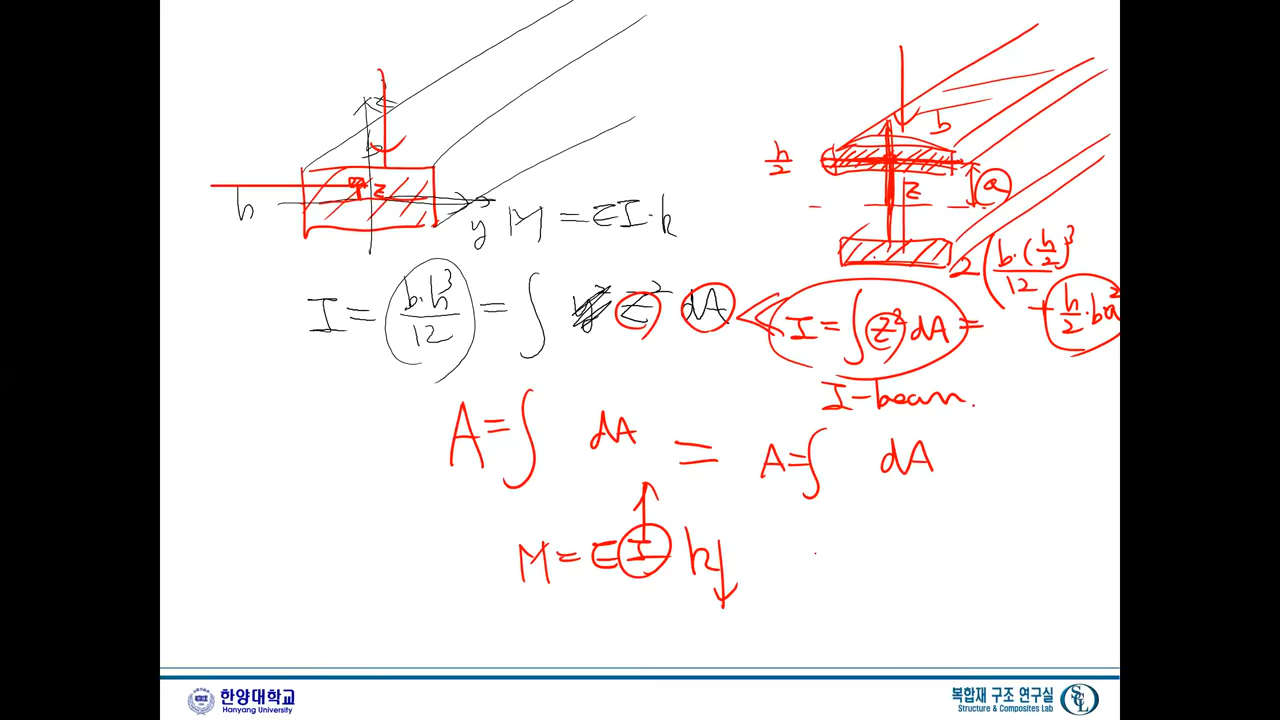 z
b
h
z
y
M = EI·k
I = b·h³/12 = ∫ z² dA
b
h/2
z
a
2(b·(h/2)³/12 + h/2·ba²
I = ∫ z² dA =
I-beam.
A = ∫ dA = A = ∫ dA
M = EI k
한양대학교
Hanyang University
복합재 구조 연구실
Structure & Composites Lab